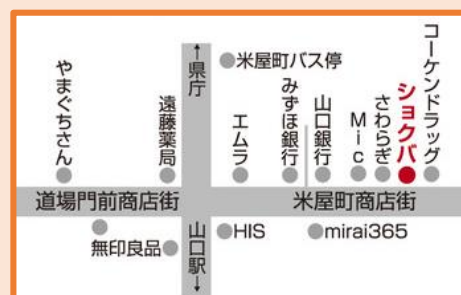 やまぐちさん
遠藤薬局
←県庁
米屋町バス停
エムラ
みずほ銀行
山口銀行
Mic
さわらぎ
ショクバ
コーケンドラッグ
道場門前商店街
米屋町商店街
無印良品
山口駅→
HIS
mirai365